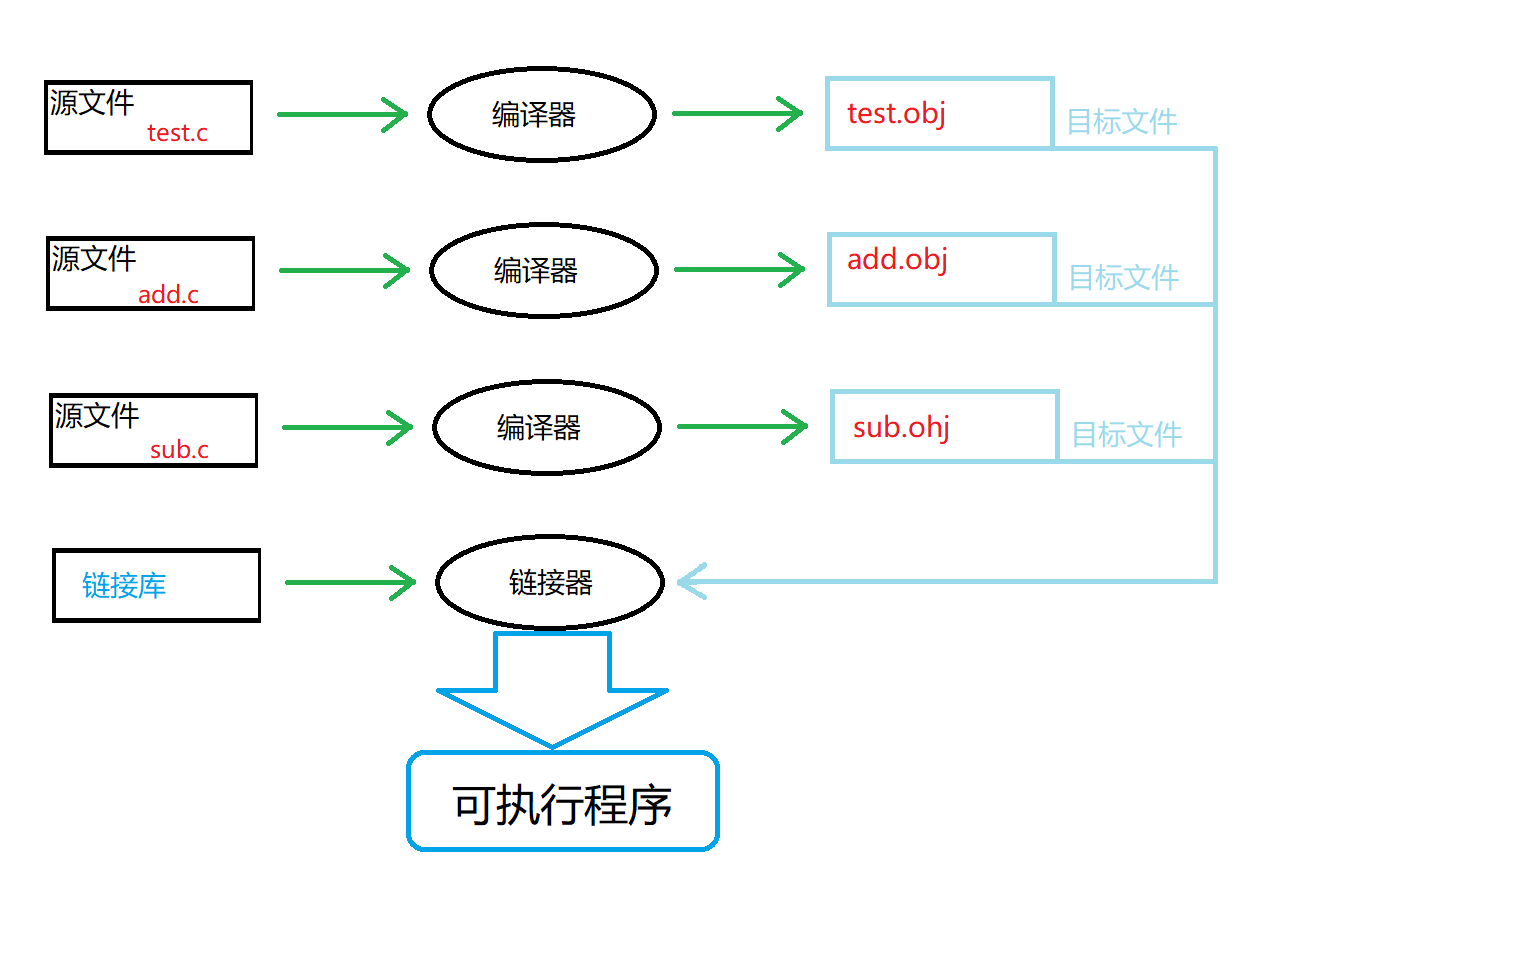 源文件
test.c
编译器
test.obj
目标文件
源文件
add.c
编译器
add.obj
目标文件
源文件
sub.c
编译器
sub.ohj
目标文件
链接库
链接器
可执行程序